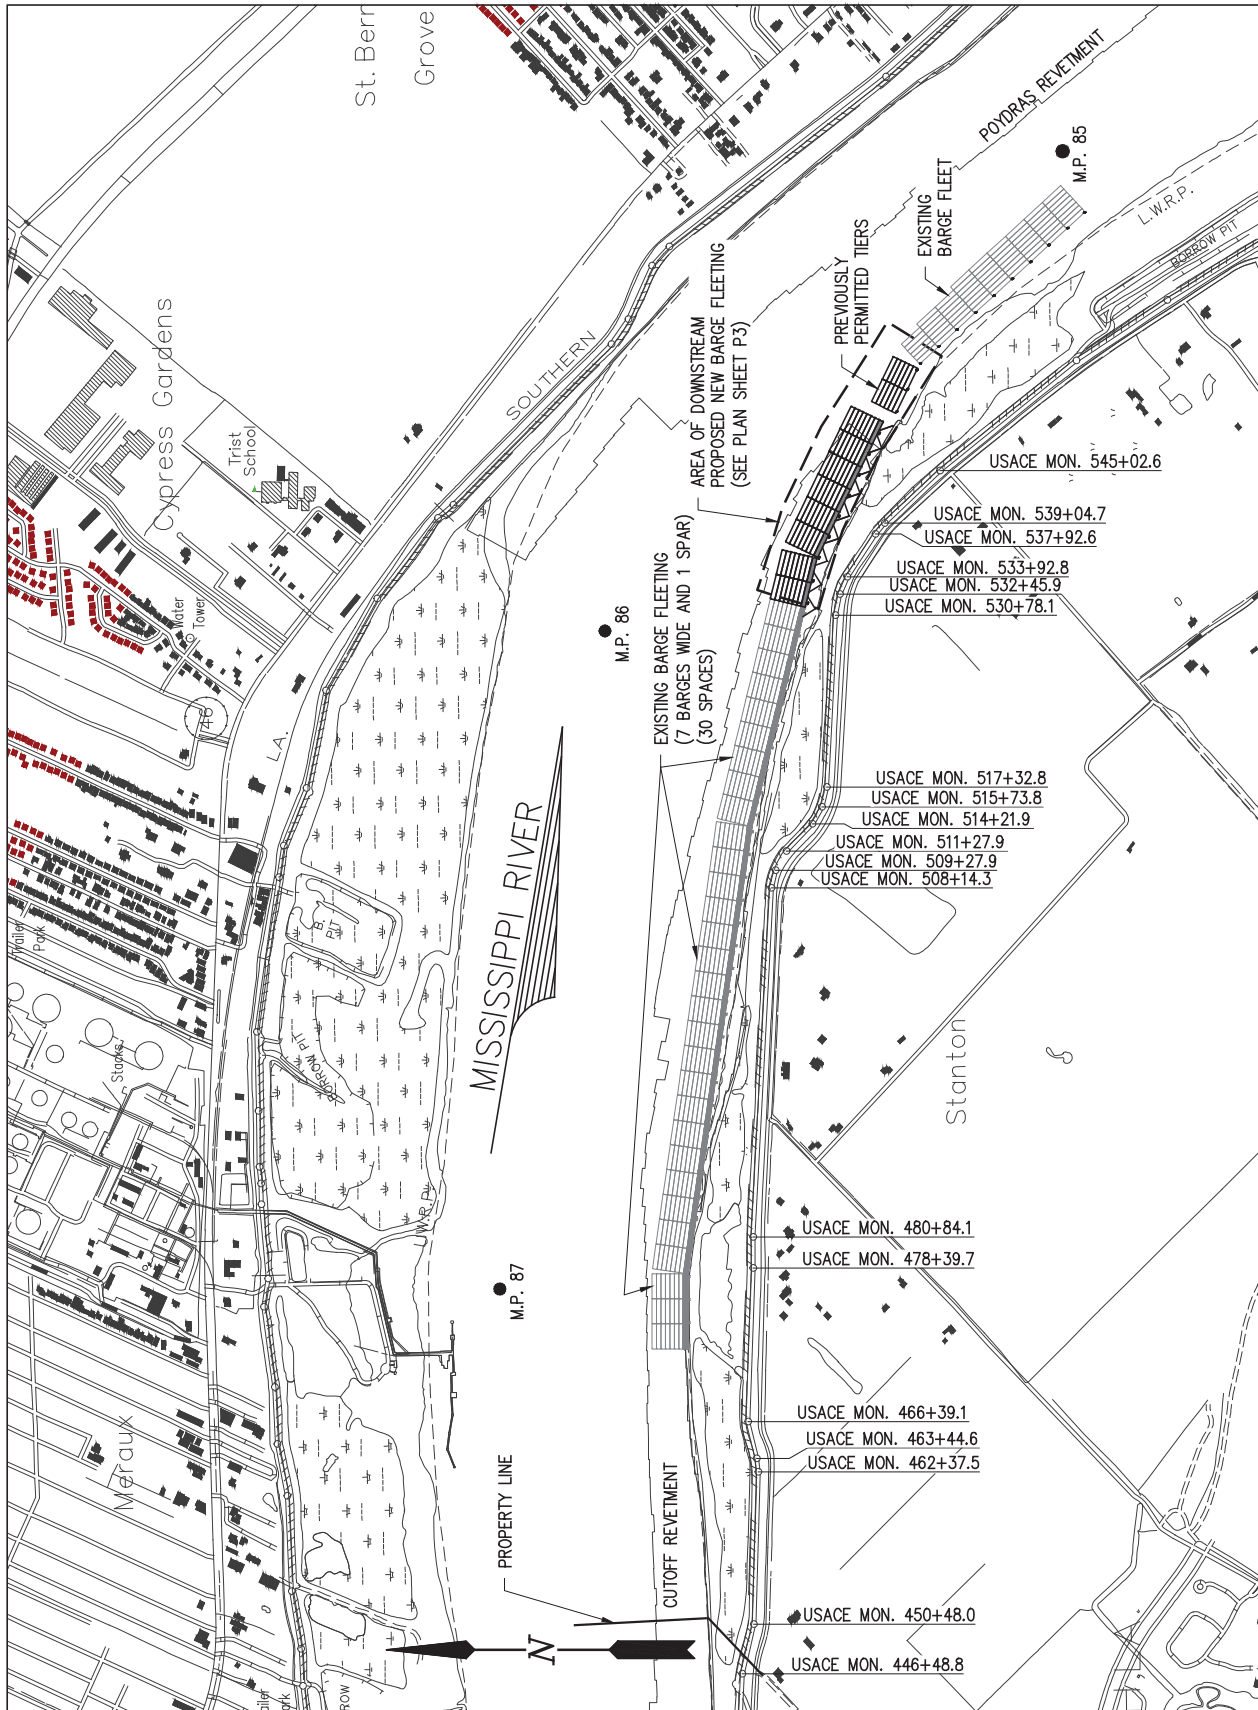 St. Bern
Grove
POYDRAS REVETMENT
M.P. 85
L.W.R.P.
BORROW PIT
EXISTING
BARGE FLEET
PREVIOUSLY
PERMITTED TIERS
AREA OF DOWNSTREAM
PROPOSED NEW BARGE FLEETING
(SEE PLAN SHEET P3)
Cypress Gardens
Trist
School
SOUTHERN
Water
Tower
M.P. 86
EXISTING BARGE FLEETING
(7 BARGES WIDE AND 1 SPAR)
(30 SPACES)
LA.
USACE MON. 545+02.6
USACE MON. 539+04.7
USACE MON. 537+92.6
USACE MON. 533+92.8
USACE MON. 532+45.9
USACE MON. 530+78.1
USACE MON. 517+32.8
USACE MON. 515+73.8
USACE MON. 514+21.9
USACE MON. 511+27.9
USACE MON. 509+27.9
USACE MON. 508+14.3
MISSISSIPPI RIVER
Park
B.
PIT
BORROW PIT
Stacks
Stanton
M.P. 87
USACE MON. 480+84.1
USACE MON. 478+39.7
USACE MON. 466+39.1
USACE MON. 463+44.6
USACE MON. 462+37.5
USACE MON. 450+48.0
USACE MON. 446+48.8
Meraux
PROPERTY LINE
CUTOFF REVETMENT
N
ailer
ark
ROW